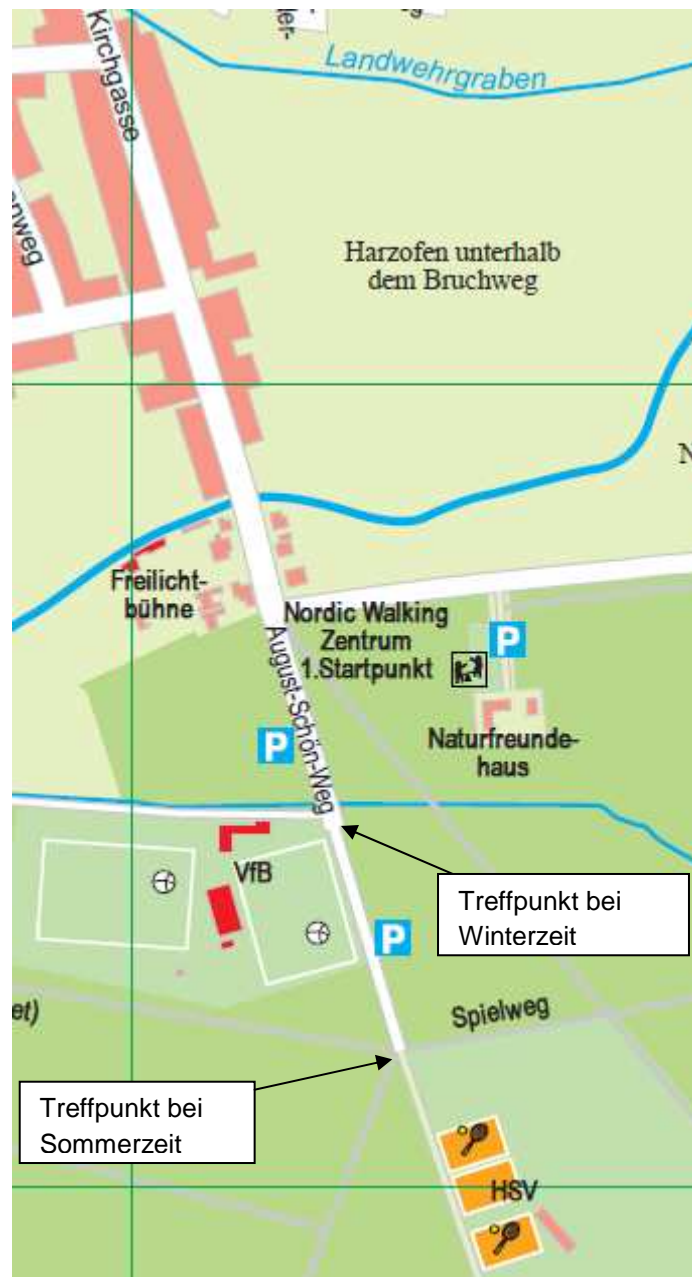 Kirchgasse
Landwehrgraben
Harzofen unterhalb
dem Bruchweg
Freilicht-
bühne
Nordic Walking
Zentrum
1.Startpunkt
P
August-Schön-Weg
P
Naturfreunde-
haus
VfB
Treffpunkt bei
Winterzeit
P
et)
Spielweg
Treffpunkt bei
Sommerzeit
HSV